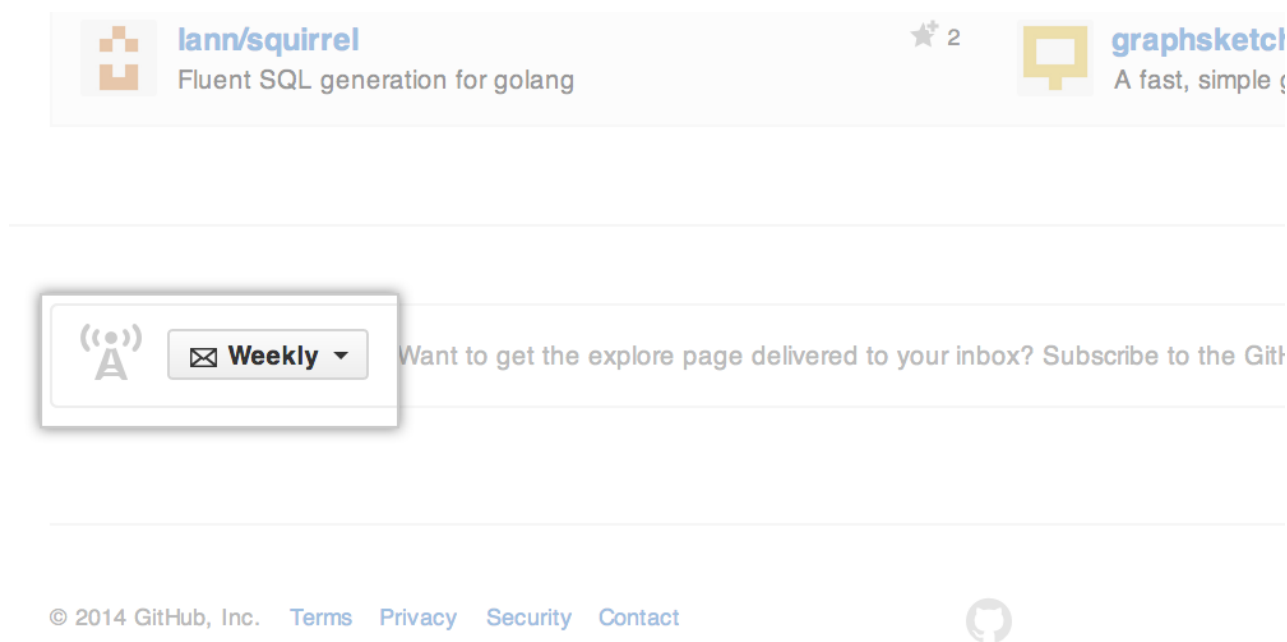 lann/squirrel
2
graphsketch
Fluent SQL generation for golang
A fast, simple
Weekly
Want to get the explore page delivered to your inbox? Subscribe to the
© 2014 GitHub, Inc. Terms Privacy Security Contact